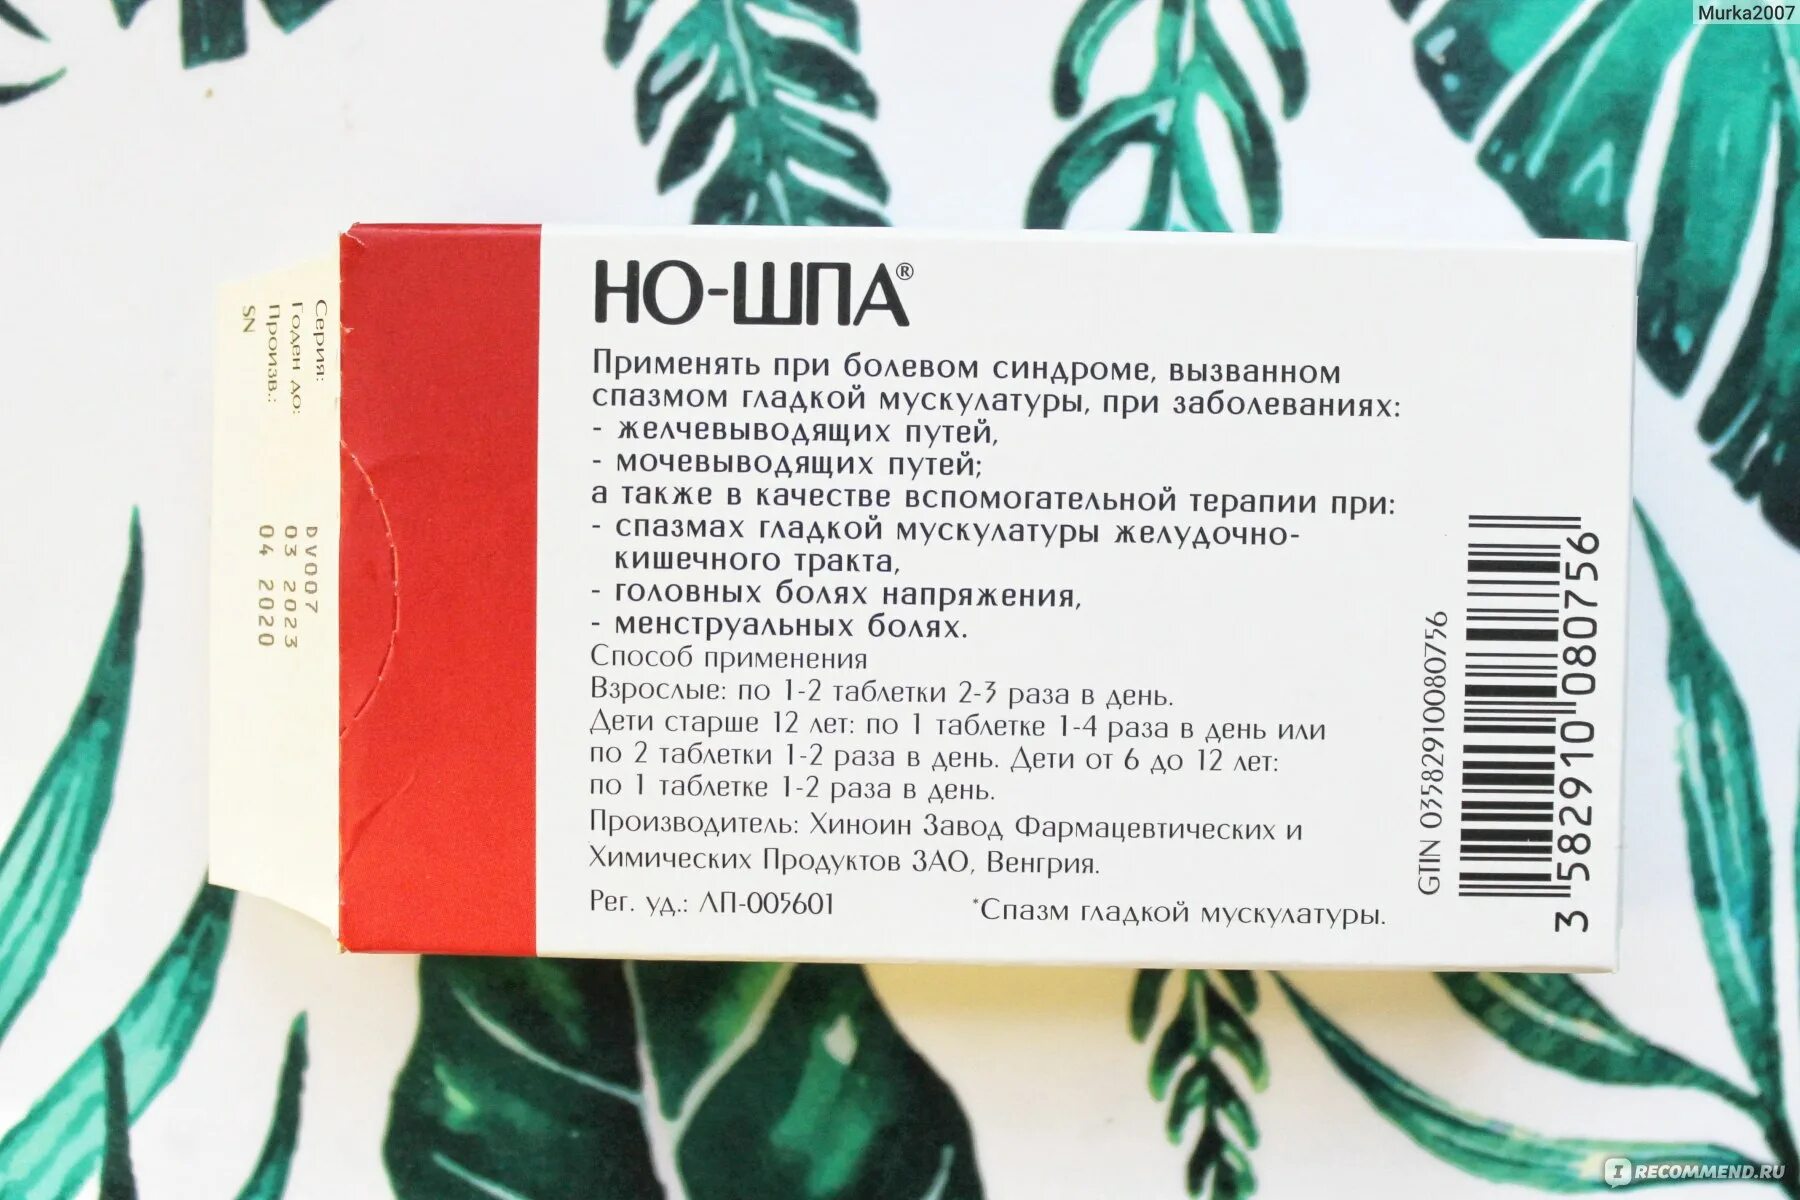 Murka2007
НО-ШПА®
Применять при болевом синдроме, вызванном
спазмом гладкой мускулатуры, при заболеваниях:
- желчевыводящих путей,
- мочевыводящих путей;
а также в качестве вспомогательной терапии при:
- спазмах гладкой мускулатуры желудочно-
кишечного тракта,
- головных болях напряжения,
- менструальных болях.
Способ применения
Взрослые: по 1-2 таблетки 2-3 раза в день.
Дети старше 12 лет: по 1 таблетке 1-4 раза в день или
по 2 таблетки 1-2 раза в день. Дети от 6 до 12 лет:
по 1 таблетке 1-2 раза в день.
Производитель: Хиноин Завод Фармацевтических и
Химических Продуктов ЗАО, Венгрия.
Рег. уд.: ЛП-005601
*Спазм гладкой мускулатуры.
GTIN 03582910080756
3 582910 080756
Серия:
Годен до:
Произв.:
SN
DV007
03 2023
04 2020
IRECOMMEND.RU